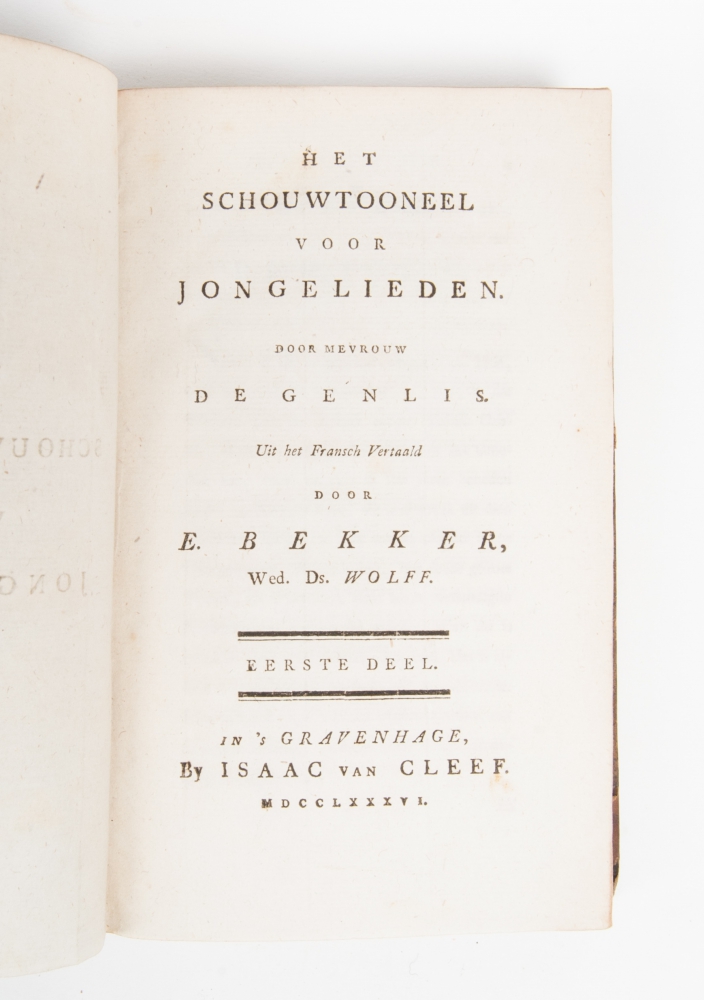 HET
SCHOUWTOONEEL
VOOR
JONGELIEDEN.
DOOR MEVROUW
DE GENLIS.
Uit het Fransch Vertaald
DOOR
E. BEKKER,
Wed. Ds. WOLFF.
EERSTE DEEL.
IN 's GRAVENHAGE,
By ISAAC VAN CLEEF.
MDCCLXXXVI.